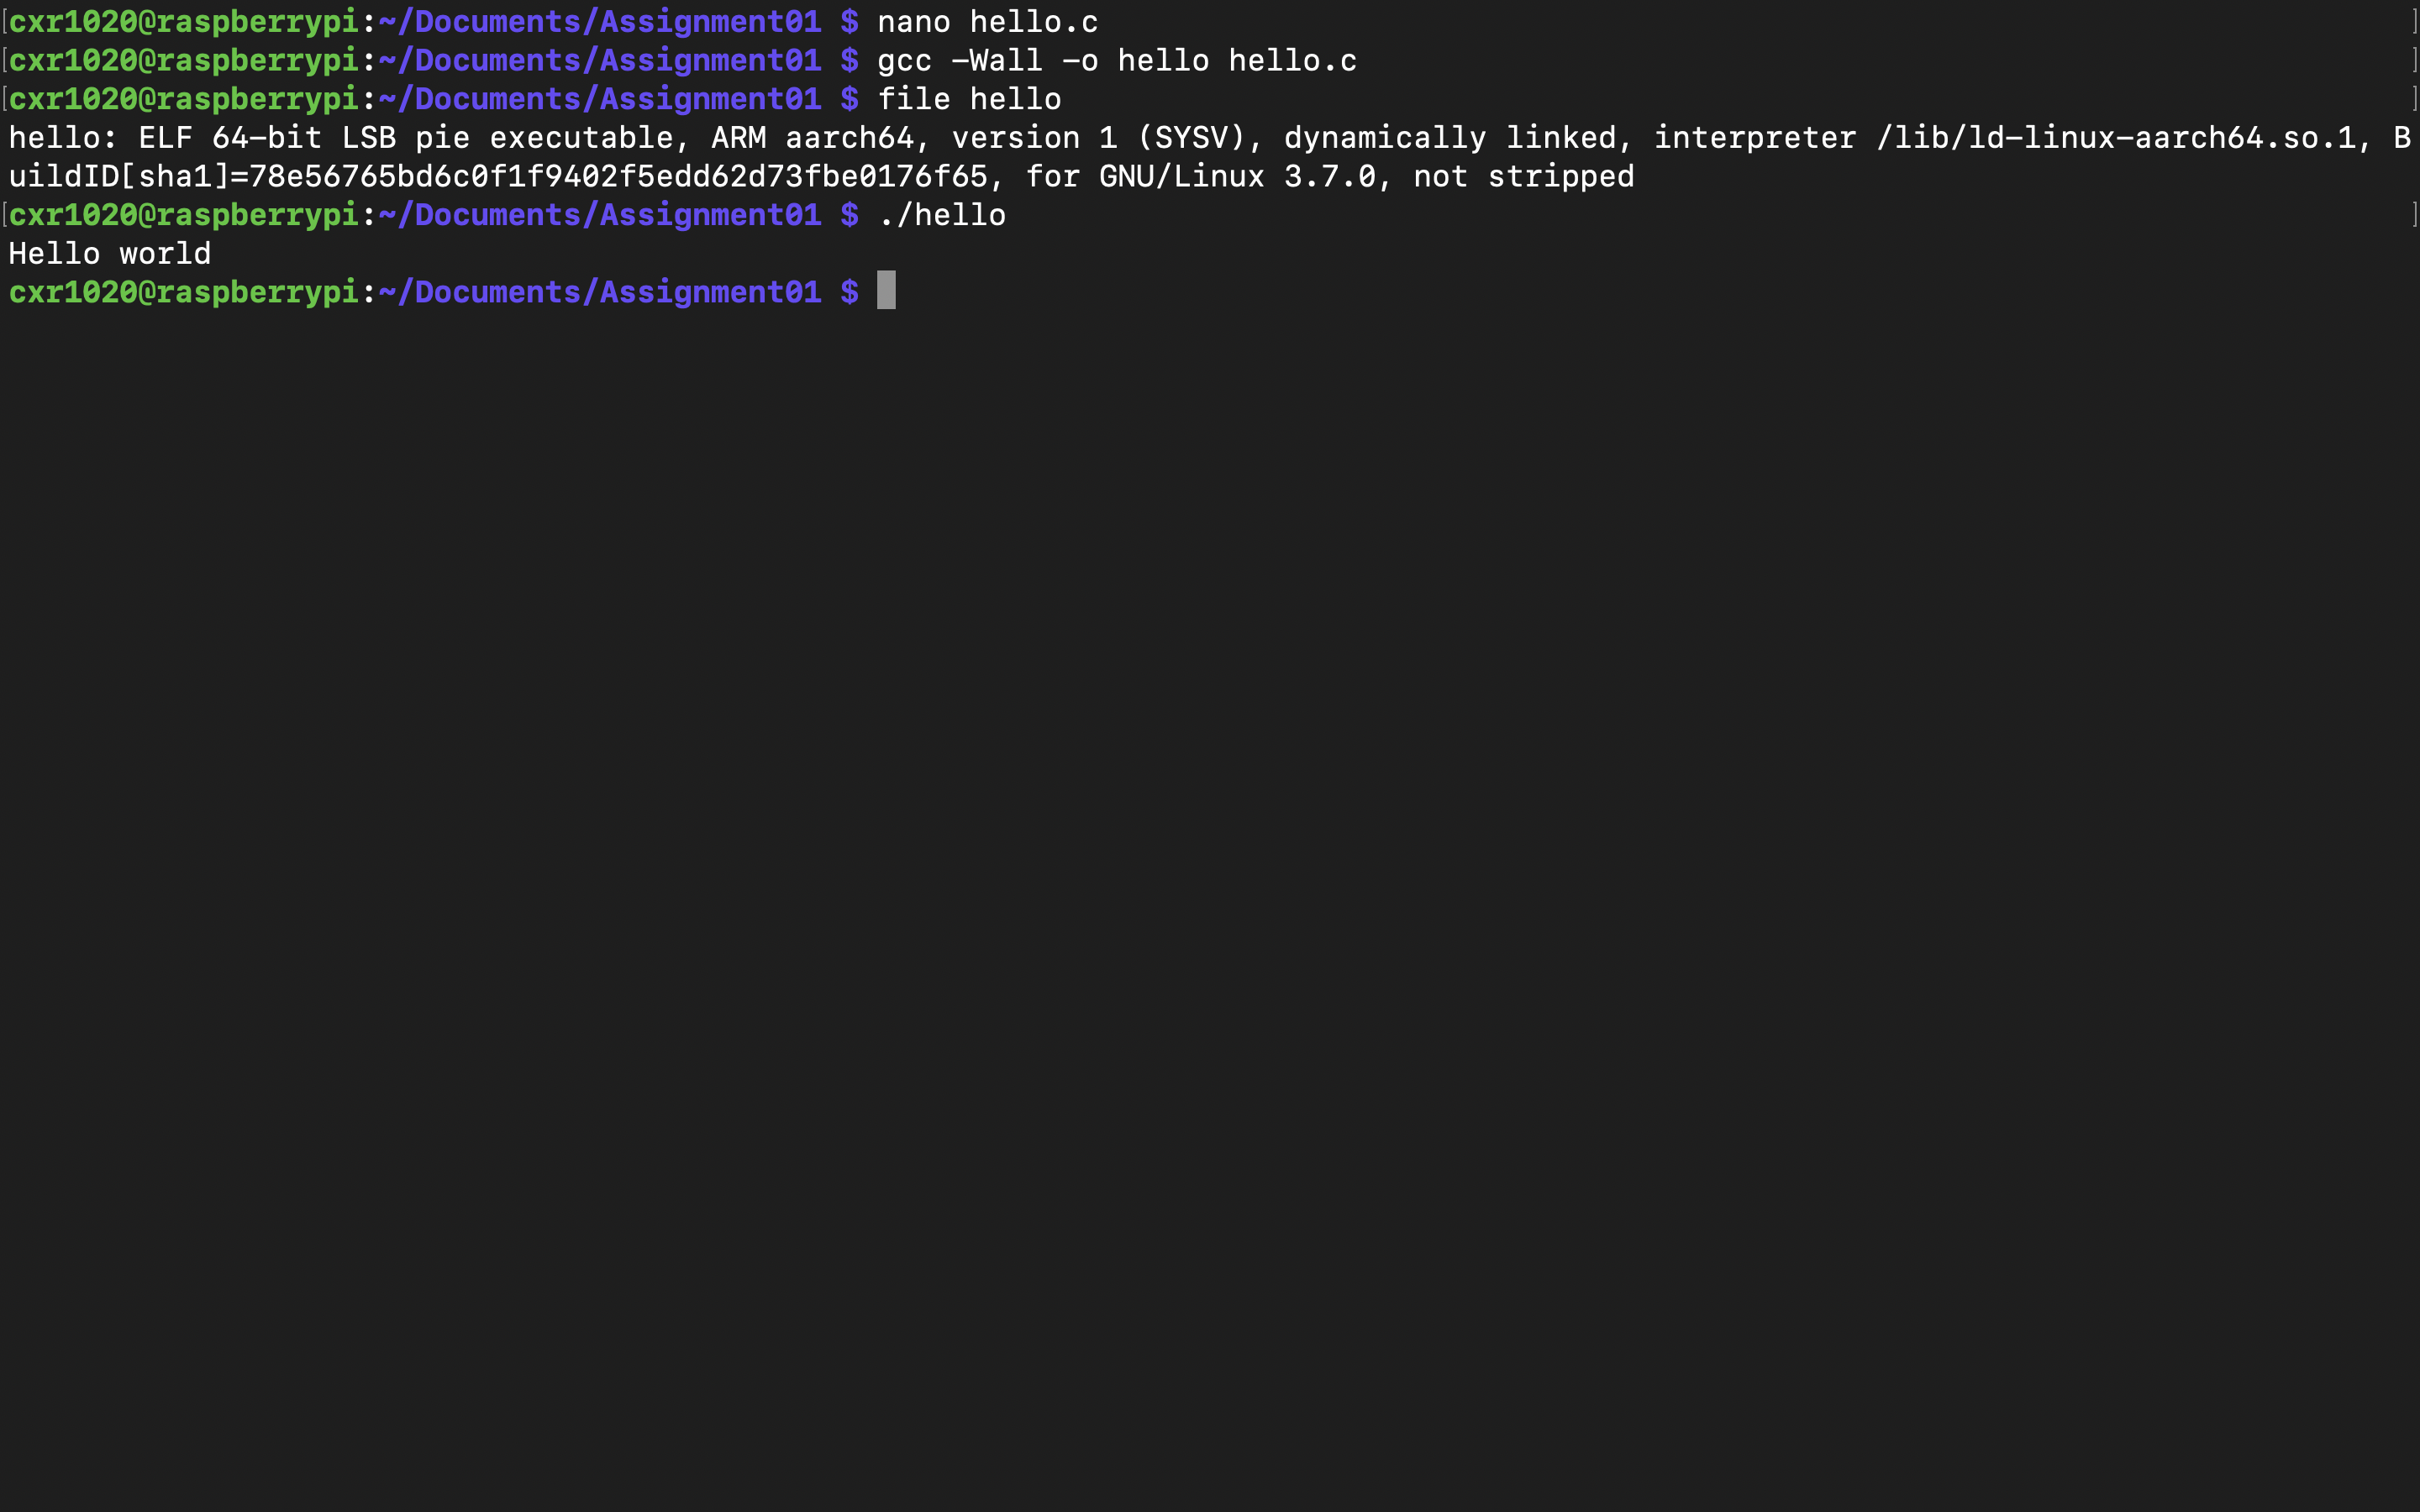 [cxr1020@raspberrypi:~/Documents/Assignment01 $ nano hello.c ]
[cxr1020@raspberrypi:~/Documents/Assignment01 $ gcc -Wall -o hello hello.c ]
[cxr1020@raspberrypi:~/Documents/Assignment01 $ file hello ]
hello: ELF 64-bit LSB pie executable, ARM aarch64, version 1 (SYSV), dynamically linked, interpreter /lib/ld-linux-aarch64.so.1, B
uildID[sha1]=78e56765bd6c0f1f9402f5edd62d73fbe0176f65, for GNU/Linux 3.7.0, not stripped
[cxr1020@raspberrypi:~/Documents/Assignment01 $ ./hello ]
Hello world
cxr1020@raspberrypi:~/Documents/Assignment01 $